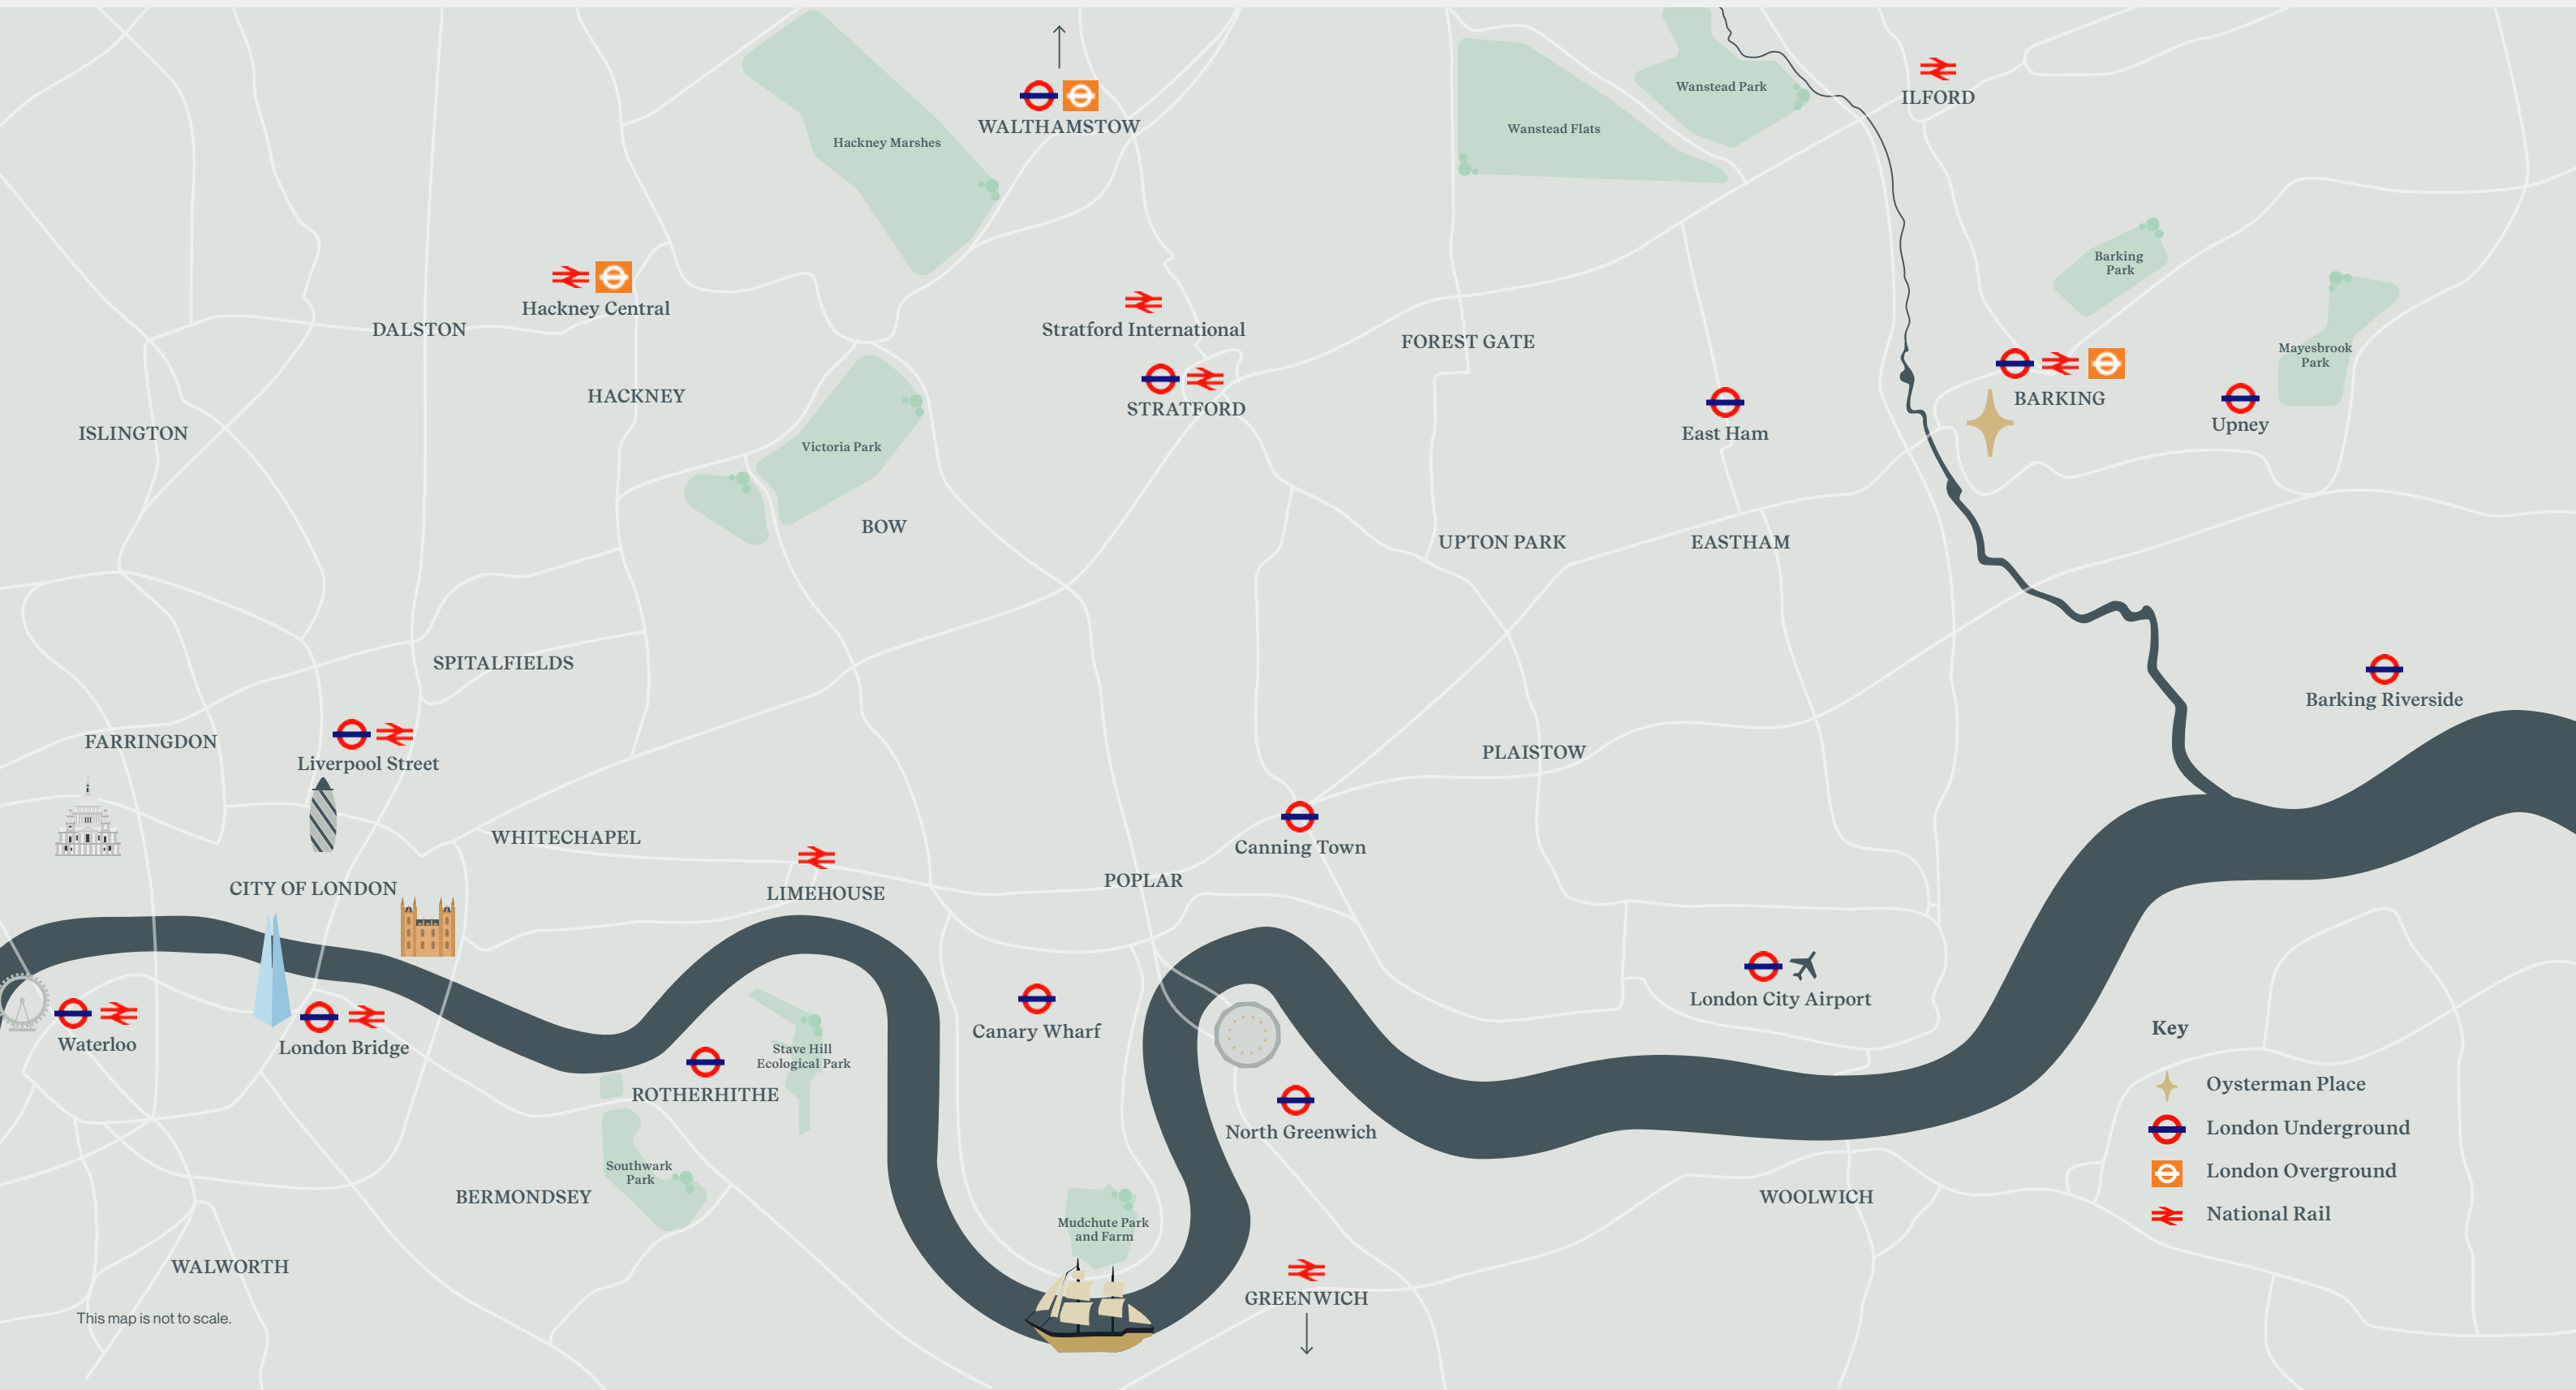 WALTHAMSTOW
Wanstead Park
ILFORD
Wanstead Flats
Hackney Marshes
Barking
Park
Hackney Central
DALSTON
Stratford International
FOREST GATE
Mayesbrook
Park
HACKNEY
STRATFORD
BARKING
Upney
ISLINGTON
East Ham
Victoria Park
BOW
UPTON PARK
EASTHAM
SPITALFIELDS
Barking Riverside
FARRINGDON
Liverpool Street
PLAISTOW
WHITECHAPEL
Canning Town
CITY OF LONDON
LIMEHOUSE
POPLAR
London City Airport
Waterloo
London Bridge
Canary Wharf
Stave Hill
Ecological Park
ROTHERHITHE
North Greenwich
Southwark
Park
BERMONDSEY
WOOLWICH
Mudchute Park
and Farm
WALWORTH
GREENWICH
This map is not to scale.
Key
Oysterman Place
London Underground
London Overground
National Rail